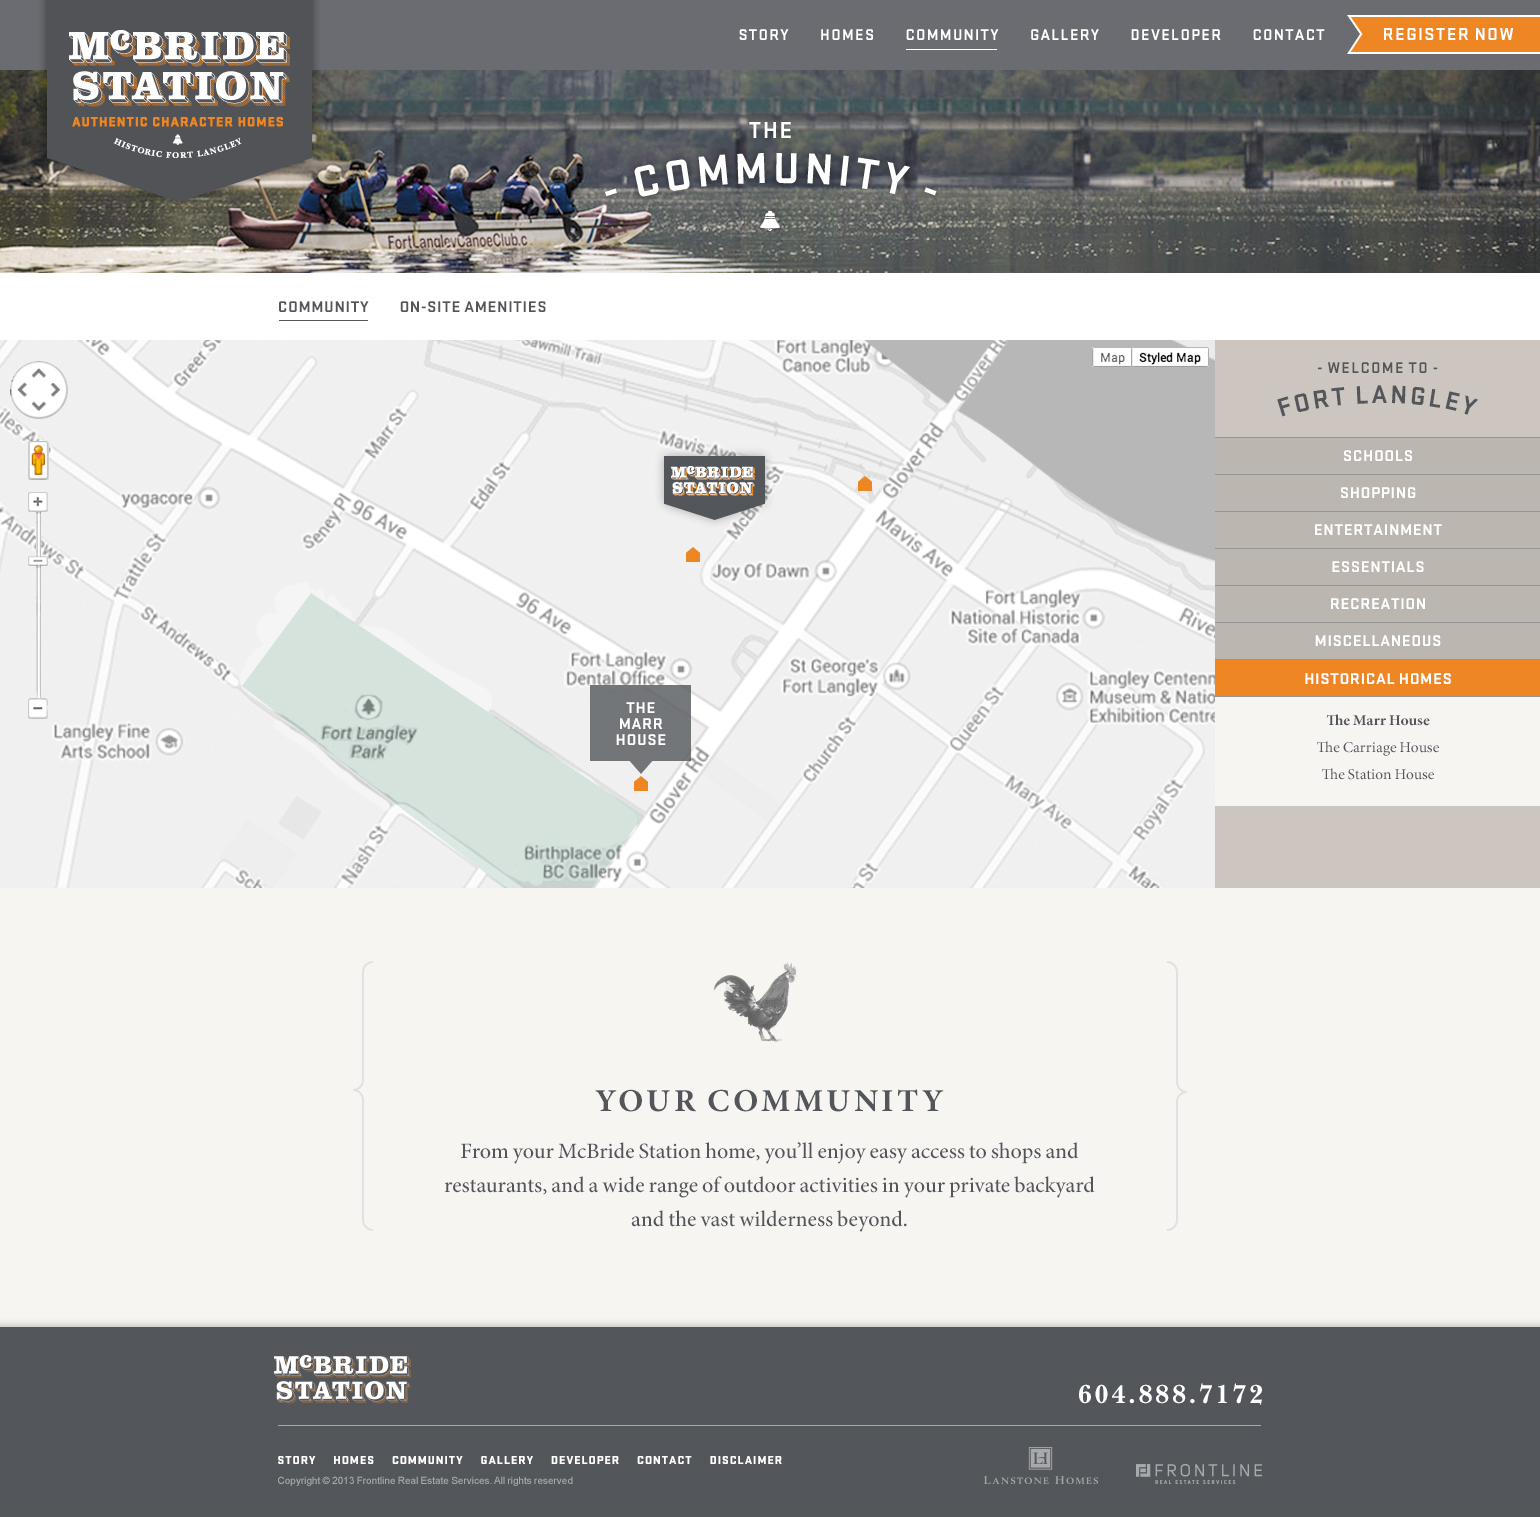 McBRIDE
STATION
AUTHENTIC CHARACTER HOMES
HISTORIC FORT LANGLEY
STORY
HOMES
COMMUNITY
GALLERY
DEVELOPER
CONTACT
REGISTER NOW
THE
- COMMUNITY -
FortLangleyCanoeClub.c
COMMUNITY
ON-SITE AMENITIES
Map
Styled Map
Greer St
Sawmill Trail
Fort Langley
Canoe Club
Glover Rd
Marr St
Mavis Ave
McBRIDE
STATION
Glover Rd
Edal St
yogacore
Seney Pl
96 Ave
Mavis Ave
St Andrews St
Trattle St
Joy Of Dawn
St Andrews St
96 Ave
Fort Langley
National Historic
Site of Canada
Fort Langley
Dental Office
St George's
Fort Langley
Langley Centenn
Museum & Natio
Exhibition Centre
Langley Fine
Arts School
Fort Langley
Park
THE
MARR
HOUSE
Glover Rd
Church St
Queen St
Mary Ave
Royal St
Nash St
Birthplace of
BC Gallery
- WELCOME TO -
FORT LANGLEY
SCHOOLS
SHOPPING
ENTERTAINMENT
ESSENTIALS
RECREATION
MISCELLANEOUS
HISTORICAL HOMES
The Marr House
The Carriage House
The Station House
YOUR COMMUNITY
From your McBride Station home, you’ll enjoy easy access to shops and
restaurants, and a wide range of outdoor activities in your private backyard
and the vast wilderness beyond.
McBRIDE
STATION
604.888.7172
STORY
HOMES
COMMUNITY
GALLERY
DEVELOPER
CONTACT
DISCLAIMER
Copyright © 2013 Frontline Real Estate Services. All rights reserved
LANSTONE HOMES
FRONTLINE
REAL ESTATE SERVICES